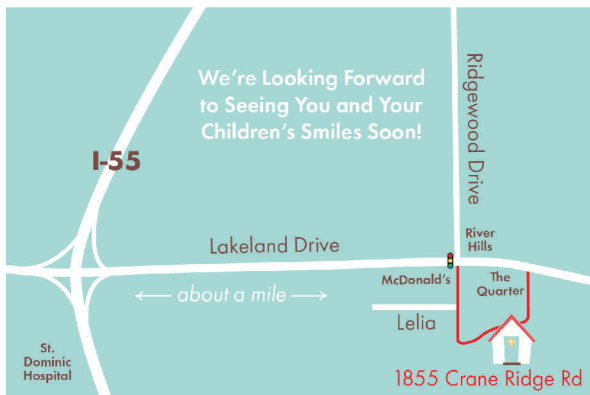 We're Looking Forward
to Seeing You and Your
Children's Smiles Soon!
Ridgewood Drive
I-55
River
Hills
Lakeland Drive
McDonald's
The
Quarter
about a mile
Lelia
St.
Dominic
Hospital
1855 Crane Ridge Rd